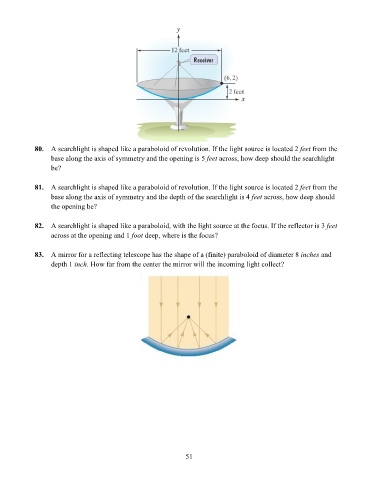 y
12 feet
Receiver
(6, 2)
2 feet
x
80. A searchlight is shaped like a paraboloid of revolution. If the light source is located 2 feet from the
base along the axis of symmetry and the opening is 5 feet across, how deep should the searchlight
be?
81. A searchlight is shaped like a paraboloid of revolution. If the light source is located 2 feet from the
base along the axis of symmetry and the depth of the searchlight is 4 feet across, how deep should
the opening be?
82. A searchlight is shaped like a paraboloid, with the light source at the focus. If the reflector is 3 feet
across at the opening and 1 foot deep, where is the focus?
83. A mirror for a reflecting telescope has the shape of a (finite) paraboloid of diameter 8 inches and
depth 1 inch. How far from the center the mirror will the incoming light collect?
51